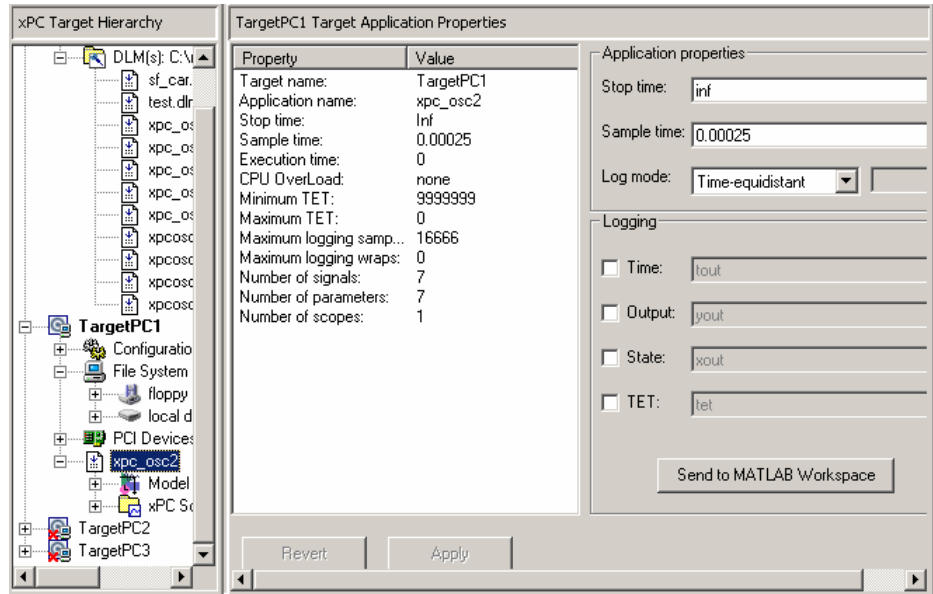 xPC Target Hierarchy
DLM(s): C:\
sf_car.
test.dlr
xpc_os
xpc_os
xpc_os
xpc_os
xpc_os
xpcosc
xpcosc
xpcosc
xpcosc
TargetPC1
Configuratio
File System
floppy
local d
PCI Devices
xpc_osc2
Model
xPC Sc
TargetPC2
TargetPC3
TargetPC1 Target Application Properties
Property Value
Target name: TargetPC1
Application name: xpc_osc2
Stop time: Inf
Sample time: 0.00025
Execution time: 0
CPU OverLoad: none
Minimum TET: 9999999
Maximum TET: 0
Maximum logging samp... 16666
Maximum logging wraps: 0
Number of signals: 7
Number of parameters: 7
Number of scopes: 1
Revert Apply
Application properties
Stop time: inf
Sample time: 0.00025
Log mode: Time-equidistant
Logging
Time: tout
Output: yout
State: xout
TET: tet
Send to MATLAB Workspace